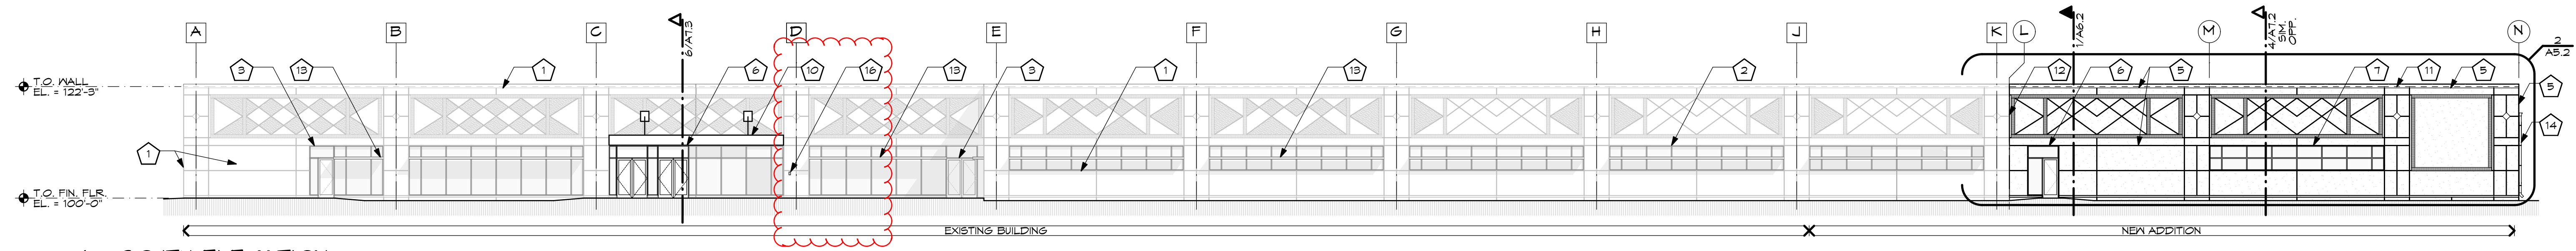 A
B
C
6/A7.3
D
E
F
G
H
J
K
L
1/A6.2
M
4/A7.2
SIM.
OPP.
N
2
A5.2
T.O. WALL
EL. = 122'-3"
3
13
1
6
10
16
13
3
1
13
2
12
6
5
7
11
5
5
14
1
T.O. FIN. FLR.
EL. = 100'-0"
EXISTING BUILDING
NEW ADDITION